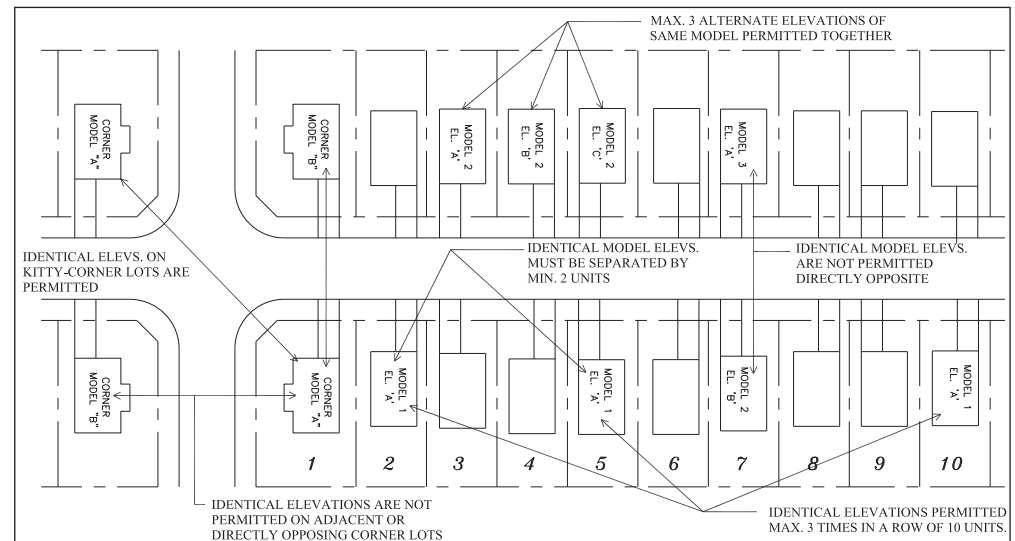 MAX. 3 ALTERNATE ELEVATIONS OF
SAME MODEL PERMITTED TOGETHER
CORNER
MODEL "A"
CORNER
MODEL "B"
MODEL 2
EL. 'A'
MODEL 2
EL. 'B'
MODEL 2
EL. 'C'
MODEL 3
EL. 'A'
IDENTICAL ELEVS. ON
KITTY-CORNER LOTS ARE
PERMITTED
IDENTICAL MODEL ELEVS.
MUST BE SEPARATED BY
MIN. 2 UNITS
IDENTICAL MODEL ELEVS.
ARE NOT PERMITTED
DIRECTLY OPPOSITE
CORNER
MODEL "B"
CORNER
MODEL "A"
MODEL 1
EL. 'A'
MODEL 1
EL. 'A'
MODEL 2
EL. 'B'
MODEL 1
EL. 'A'
1 2 3 4 5 6 7 8 9 10
IDENTICAL ELEVATIONS ARE NOT
PERMITTED ON ADJACENT OR
DIRECTLY OPPOSING CORNER LOTS
IDENTICAL ELEVATIONS PERMITTED
MAX. 3 TIMES IN A ROW OF 10 UNITS.